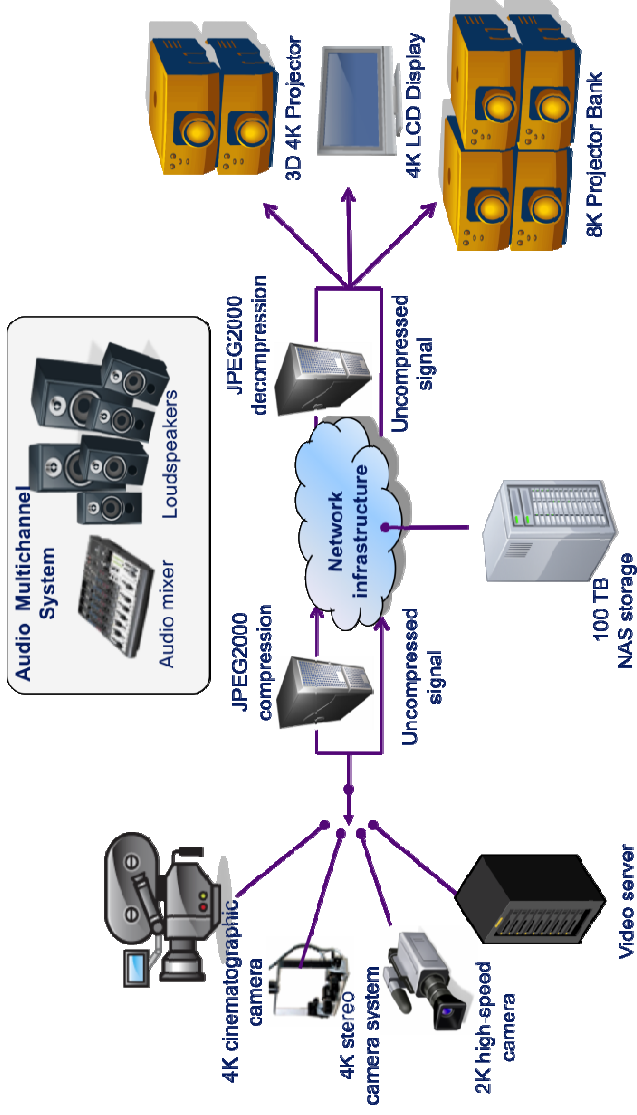 Audio Multichannel
System
Audio mixer
Loudspeakers
4K cinematographic
camera
4K stereo
camera system
2K high-speed
camera
Video server
JPEG2000
compression
Uncompressed
signal
Network
infrastructure
100 TB
NAS storage
JPEG2000
decompression
Uncompressed
signal
3D 4K Projector
4K LCD Display
8K Projector Bank